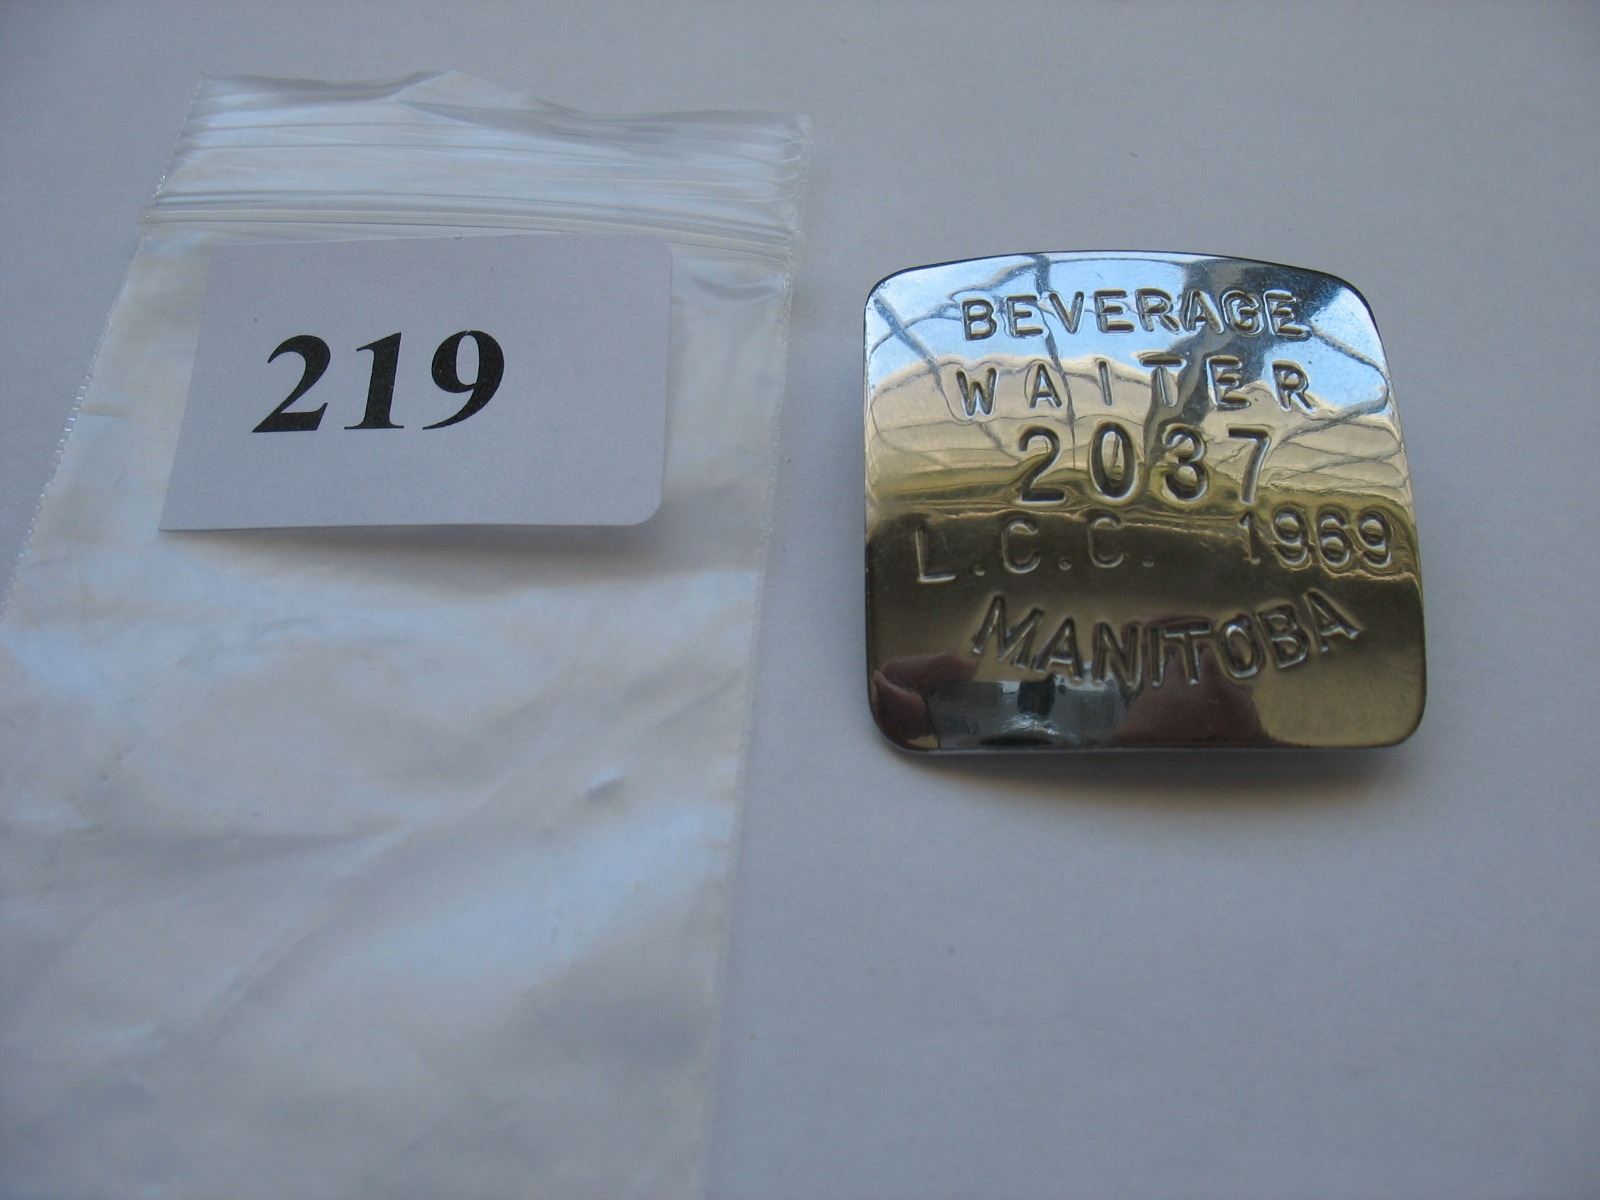 219
BEVERAGE
WAITER
2037
L.C.C. 1969
MANITOBA